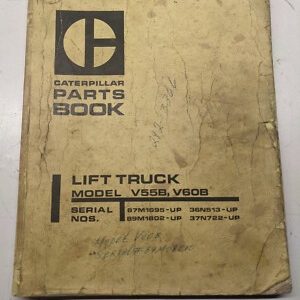 CATERPILLAR
PARTS
BOOK
LIFT TRUCK
MODEL V55B, V60B
SERIAL 87M1695-UP 36N513-UP
NOS. 89M1802-UP 37N722-UP